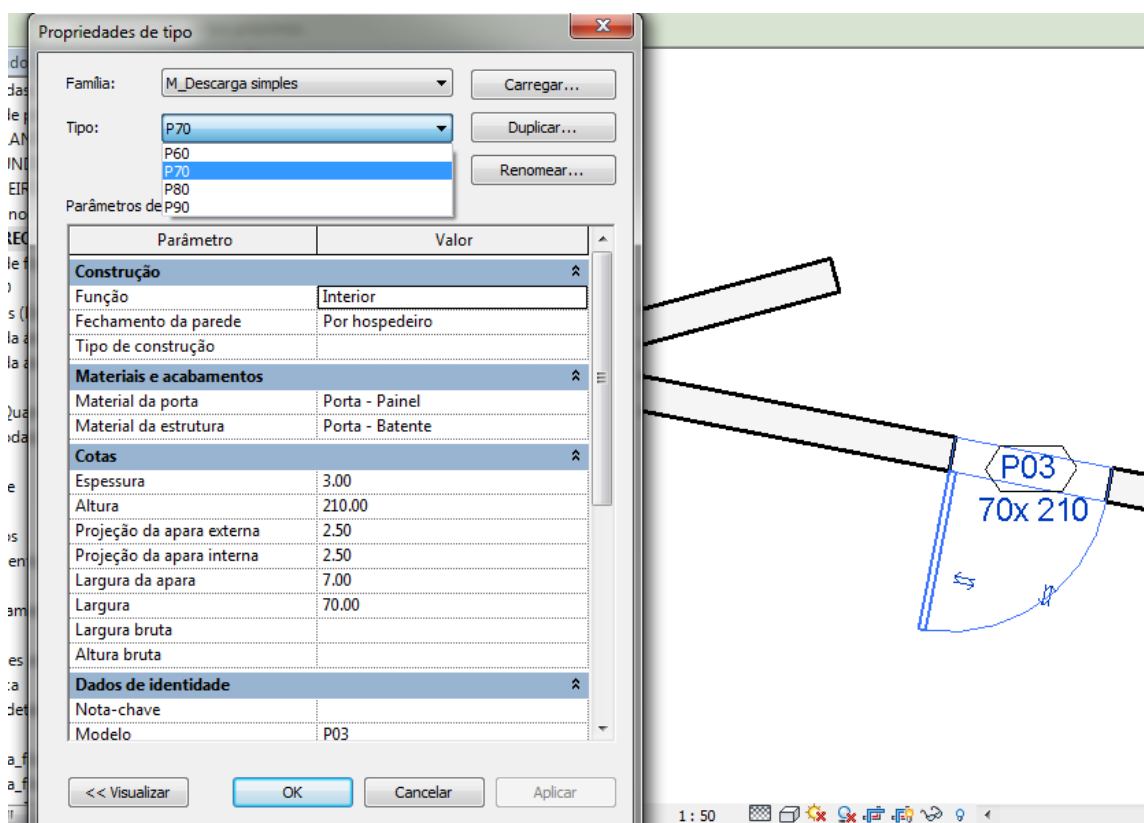 Propriedades de tipo
Família: M_Descarga simples Carregar...
Tipo: P70 Duplicar...
P60
P70 Renomear...
P80
P90
Parâmetros de
Parâmetro Valor
Construção
Função Interior
Fechamento da parede Por hospedeiro
Tipo de construção
Materiais e acabamentos
Material da porta Porta - Painel
Material da estrutura Porta - Batente
Cotas
Espessura 3.00
Altura 210.00
Projeção da apara externa 2.50
Projeção da apara interna 2.50
Largura da apara 7.00
Largura 70.00
Largura bruta
Altura bruta
Dados de identidade
Nota-chave
Modelo P03
<< Visualizar OK Cancelar Aplicar
P03
70x 210
1 : 50